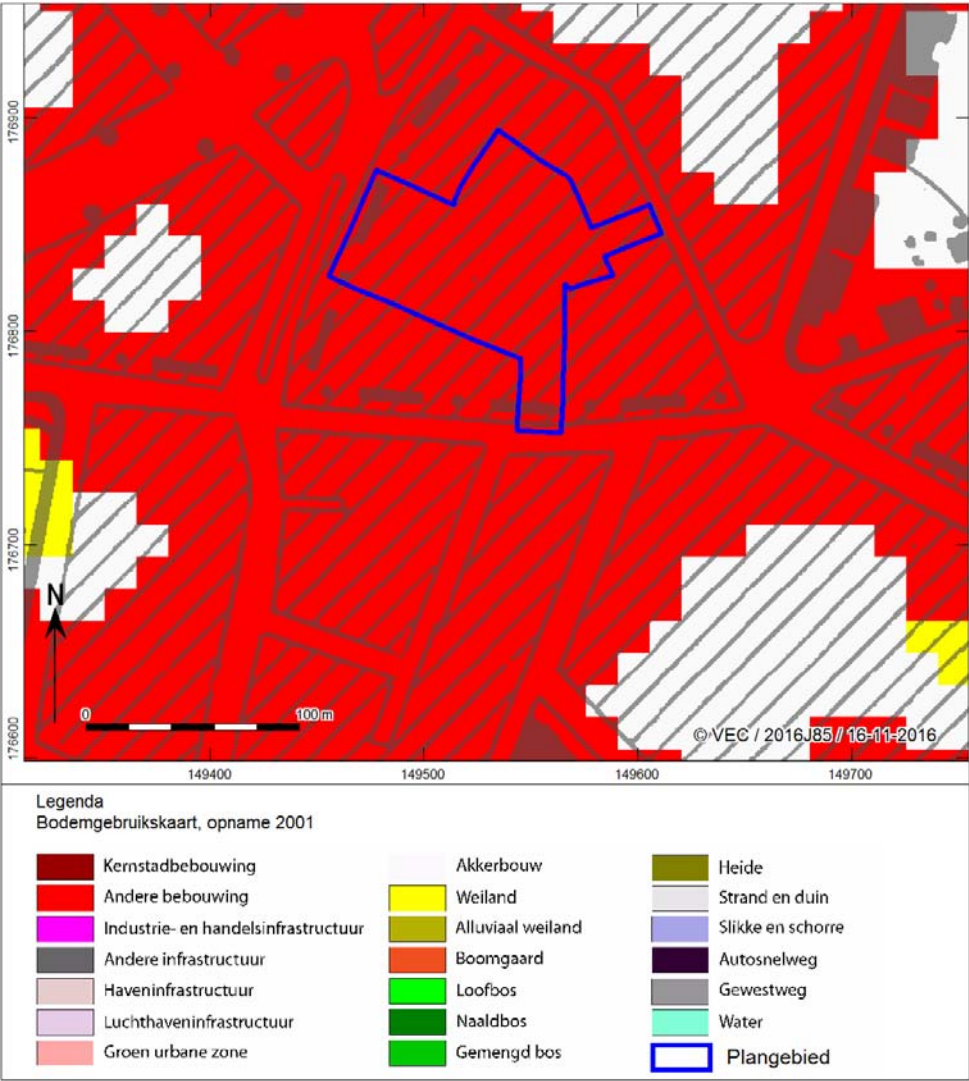 176900
176800
176700
176600
N
0 100 m
© VEC / 2016J85 / 16-11-2016
149400 149500 149600 149700
Legenda
Bodemgebruikskaart, opname 2001
Kernstadbebouwing
Andere bebouwing
Industrie- en handelsinfrastructuur
Andere infrastructuur
Haveninfrastructuur
Luchthaveninfrastructuur
Groen urbane zone
Akkerbouw
Weiland
Alluviaal weiland
Boomgaard
Loofbos
Naaldbos
Gemengd bos
Heide
Strand en duin
Slikke en schorre
Autosnelweg
Gewestweg
Water
Plangebied